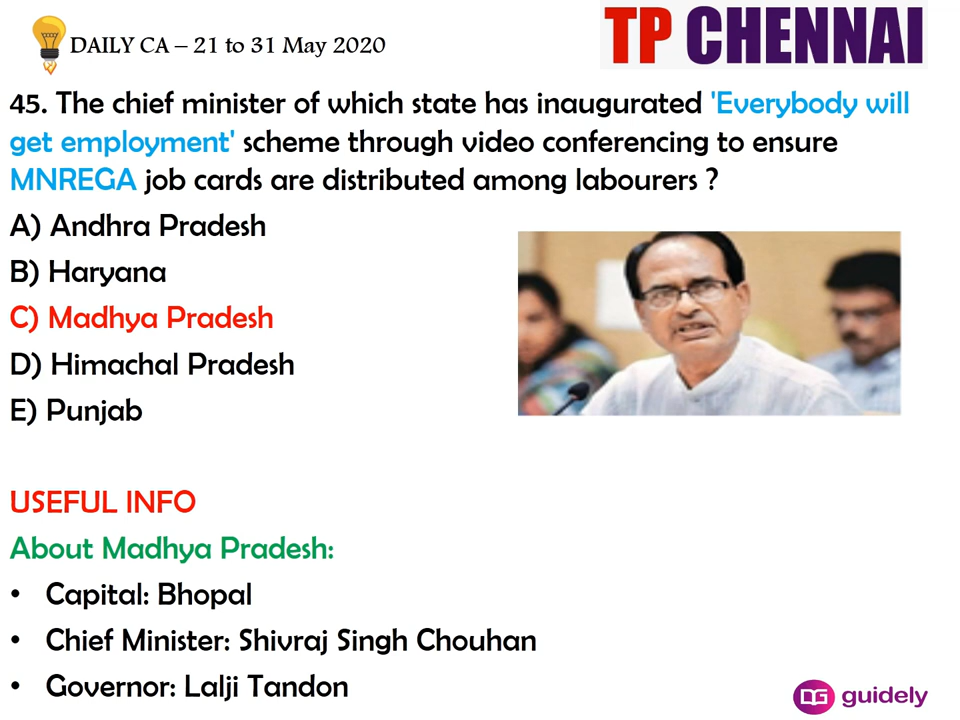 DAILY CA – 21 to 31 May 2020
TP CHENNAI
45. The chief minister of which state has inaugurated 'Everybody will
get employment' scheme through video conferencing to ensure
MNREGA job cards are distributed among labourers ?
A) Andhra Pradesh
B) Haryana
C) Madhya Pradesh
D) Himachal Pradesh
E) Punjab
USEFUL INFO
About Madhya Pradesh:
• Capital: Bhopal
• Chief Minister: Shivraj Singh Chouhan
• Governor: Lalji Tandon
G guidely